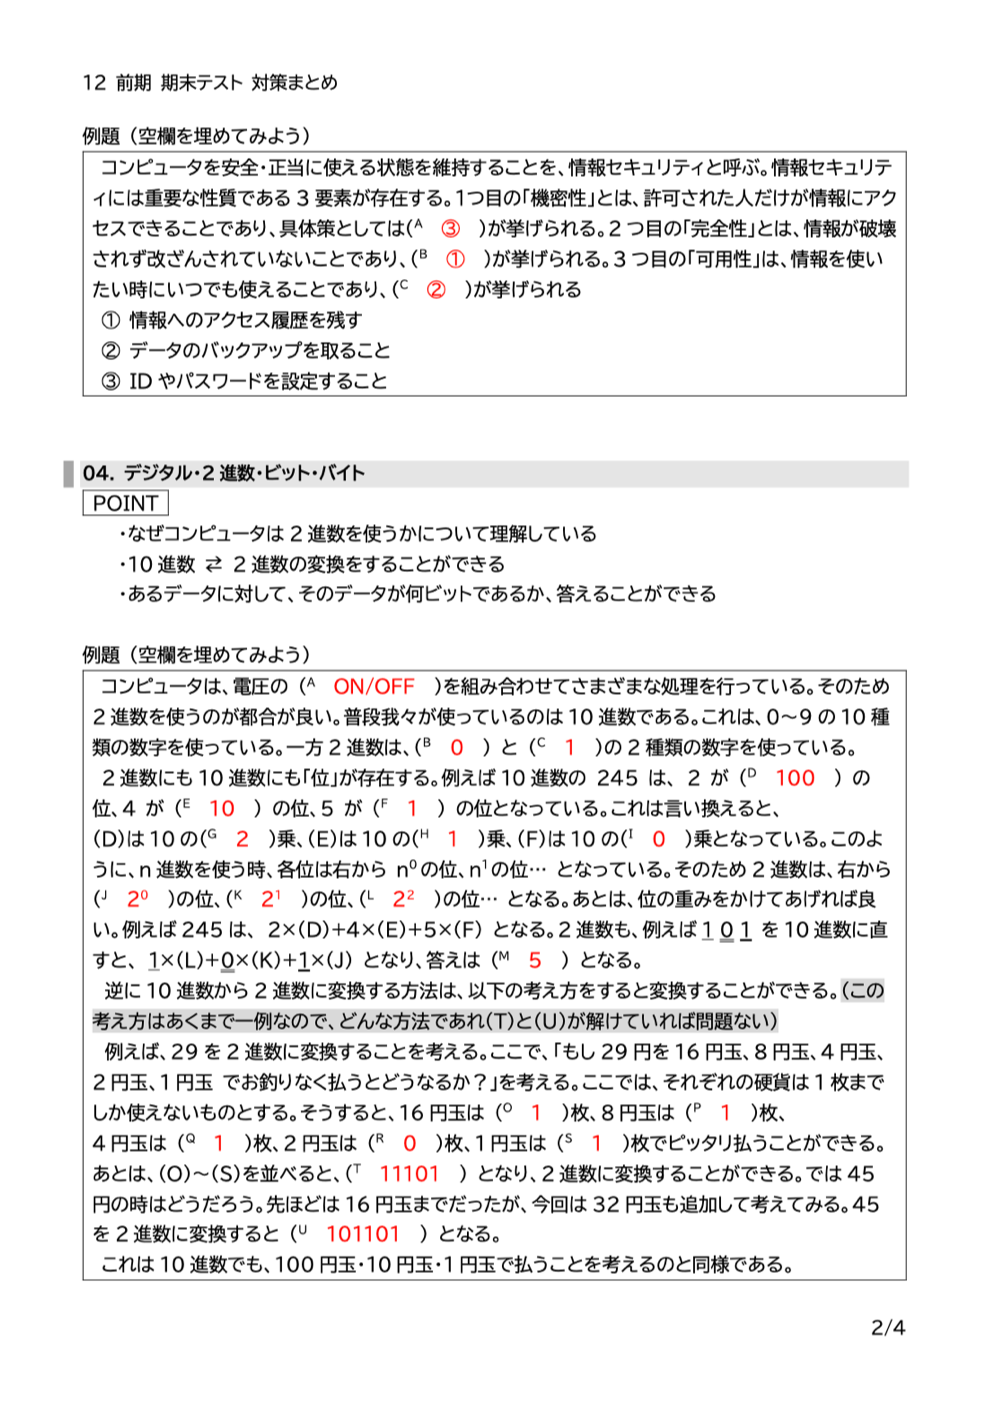 12 前期 期末テスト 対策まとめ
例題（空欄を埋めてみよう）
コンピュータを安全・正当に使える状態を維持することを、情報セキュリティと呼ぶ。情報セキュリテ
ィには重要な性質である 3 要素が存在する。1つ目の「機密性」とは、許可された人だけが情報にアク
セスできることであり、具体策としては(ᴬ ③ )が挙げられる。2 つ目の「完全性」とは、情報が破壊
されず改ざんされていないことであり、(ᴮ ① )が挙げられる。3 つ目の「可用性」は、情報を使い
たい時にいつでも使えることであり、(ᶜ ② )が挙げられる
① 情報へのアクセス履歴を残す
② データのバックアップを取ること
③ ID やパスワードを設定すること
04. デジタル・2 進数・ビット・バイト
POINT
・なぜコンピュータは 2 進数を使うかについて理解している
・10 進数 ⇄ 2 進数の変換をすることができる
・あるデータに対して、そのデータが何ビットであるか、答えることができる
例題（空欄を埋めてみよう）
コンピュータは、電圧の（ᴬ ON/OFF ）を組み合わせてさまざまな処理を行っている。そのため
2 進数を使うのが都合が良い。普段我々が使っているのは 10 進数である。これは、0～9 の 10 種
類の数字を使っている。一方 2 進数は、（ᴮ 0 ）と（ᶜ 1 ）の 2 種類の数字を使っている。
2 進数にも 10 進数にも「位」が存在する。例えば 10 進数の 245 は、 2 が（ᴰ 100 ）の
位、4 が（ᴱ 10 ）の位、5 が（ꟳ 1 ）の位となっている。これは言い換えると、
(D)は 10 の(ᴳ 2 )乗、(E)は 10 の(ᴴ 1 )乗、(F)は 10 の(ᴵ 0 )乗となっている。このよ
うに、n 進数を使う時、各位は右から n⁰の位、n¹の位… となっている。そのため 2 進数は、右から
(ᴶ 2⁰ )の位、(ᴷ 2¹ )の位、(ᴸ 2² )の位… となる。あとは、位の重みをかけてあげれば良
い。例えば 245 は、 2×(D)+4×(E)+5×(F) となる。2 進数も、例えば 1 0 1 を 10 進数に直
すと、 1×(L)+0×(K)+1×(J) となり、答えは（ᴹ 5 ）となる。
逆に 10 進数から 2 進数に変換する方法は、以下の考え方をすると変換することができる。（この
考え方はあくまで一例なので、どんな方法であれ(T)と(U)が解けていれば問題ない）
例えば、29 を 2 進数に変換することを考える。ここで、「もし 29 円を 16 円玉、8 円玉、4 円玉、
2 円玉、1 円玉 でお釣りなく払うとどうなるか？」を考える。ここでは、それぞれの硬貨は 1 枚まで
しか使えないものとする。そうすると、16 円玉は（ᴼ 1 ）枚、8 円玉は（ᴾ 1 ）枚、
4 円玉は（ꟴ 1 ）枚、2 円玉は（ᴿ 0 ）枚、1 円玉は（ˢ 1 ）枚でピッタリ払うことができる。
あとは、(O)～(S)を並べると、（ᵀ 11101 ）となり、2 進数に変換することができる。では 45
円の時はどうだろう。先ほどは 16 円玉までだったが、今回は 32 円玉も追加して考えてみる。45
を 2 進数に変換すると（ᵁ 101101 ）となる。
これは 10 進数でも、100 円玉・10 円玉・1 円玉で払うことを考えるのと同様である。
2/4